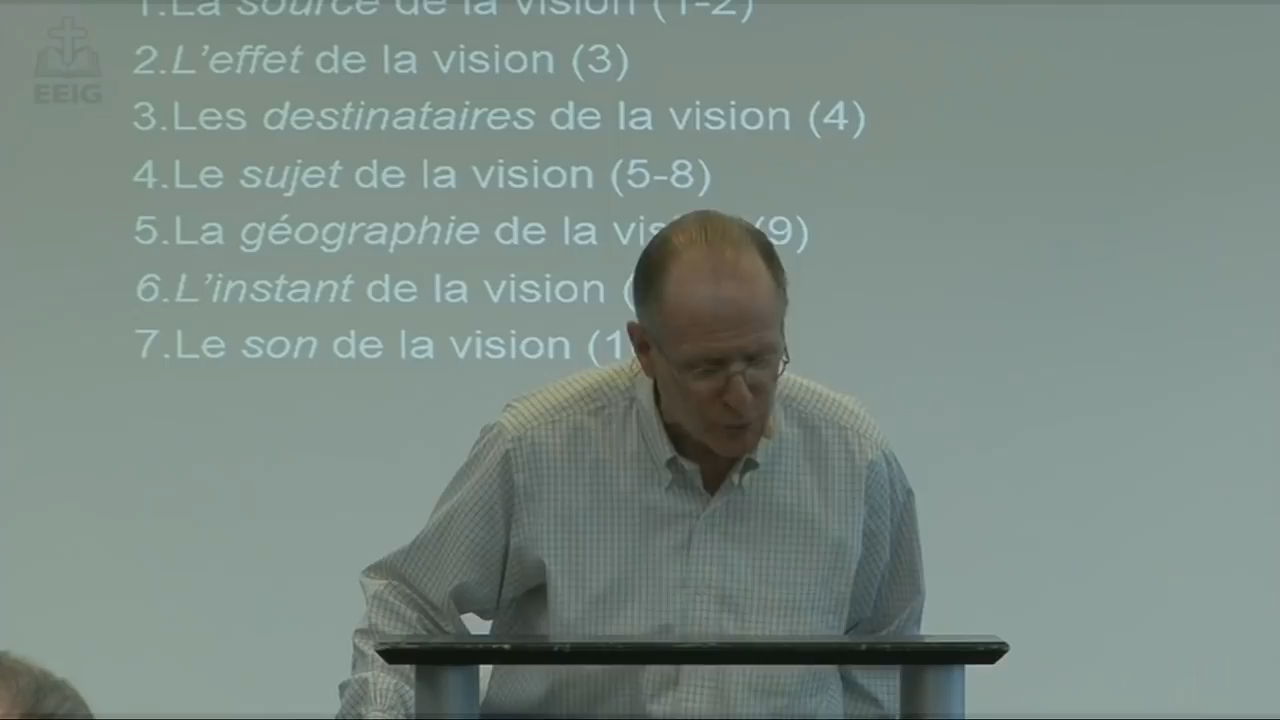 1.La source de la vision (1-2)
EEIG
2.L'effet de la vision (3)
3.Les destinataires de la vision (4)
4.Le sujet de la vision (5-8)
5.La géographie de la (9)
6.L'instant de la vision (
7.Le son de la vision (1